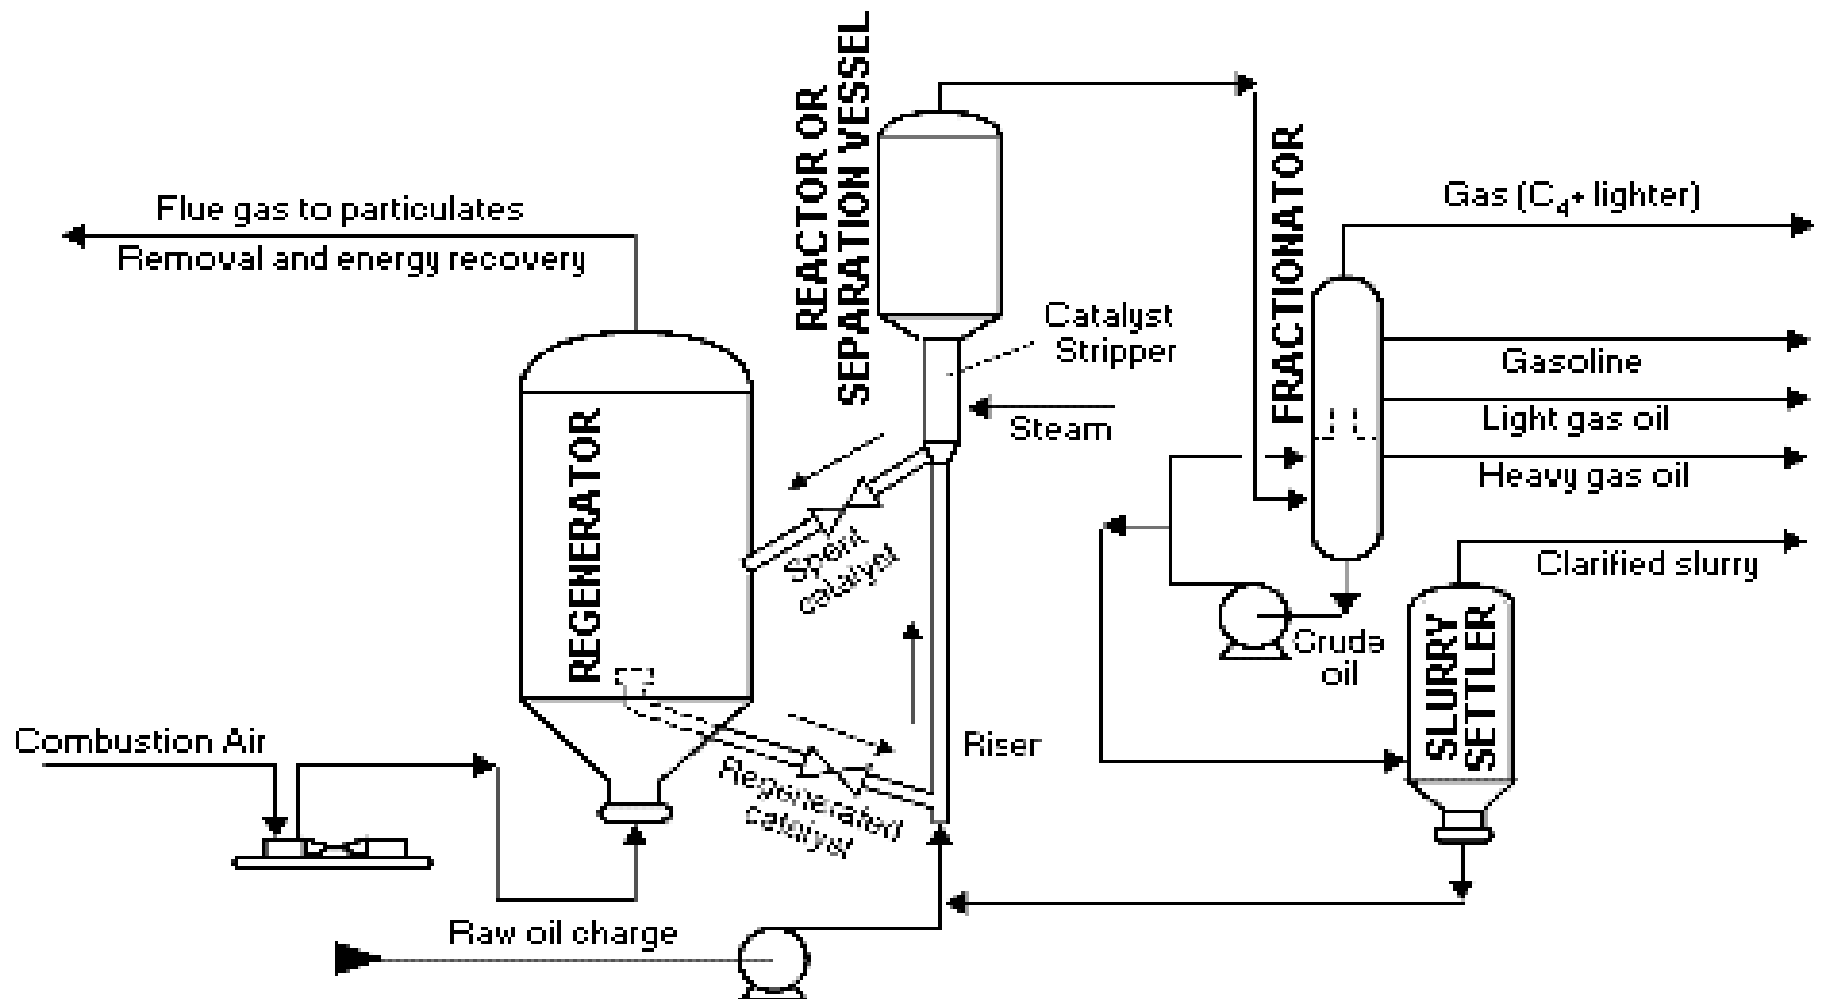 REACTOR OR
SEPARATION VESSEL
FRACTIONATOR
Gas (C₄+ lighter)
Flue gas to particulates
Removal and energy recovery
Catalyst
Stripper
Gasoline
Steam
Light gas oil
Heavy gas oil
REGENERATOR
Spent
catalyst
Clarified slurry
Crude
oil
SLURRY
SETTLER
Combustion Air
Riser
Regenerated
catalyst
Raw oil charge